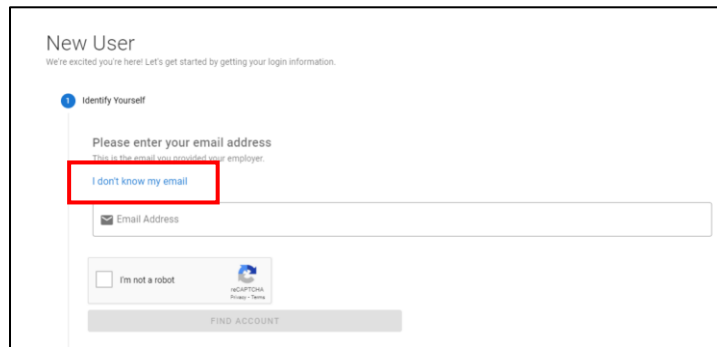 New User
We're excited you're here! Let's get started by getting your login information.
1 Identify Yourself
Please enter your email address
This is the email you provided your employer.
I don't know my email
Email Address
I'm not a robot
reCAPTCHA
Privacy - Terms
FIND ACCOUNT